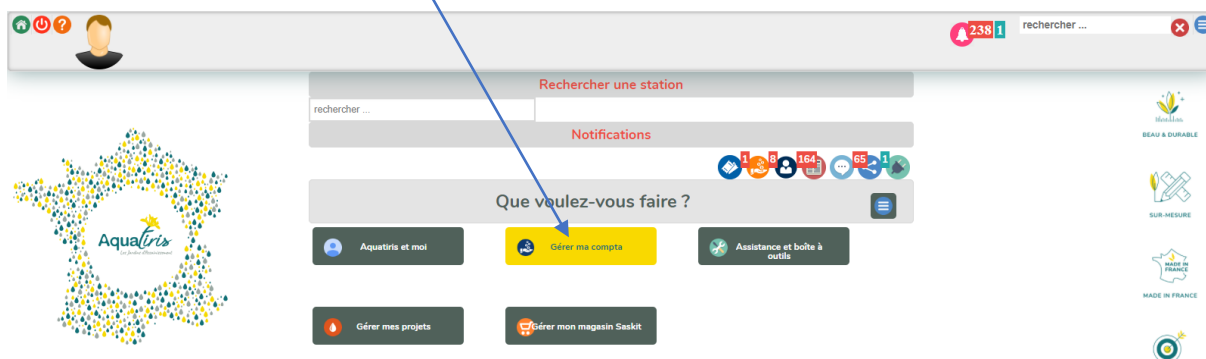 238 1
rechercher ...
Rechercher une station
rechercher ...
Notifications
1 8 164 65 1
Que voulez-vous faire ?
Aquatiris et moi
Gérer ma compta
Assistance et boîte à
outils
Gérer mes projets
Gérer mon magasin Saskit
Aquatiris
BEAU & DURABLE
SUR-MESURE
MADE IN
FRANCE
MADE IN FRANCE